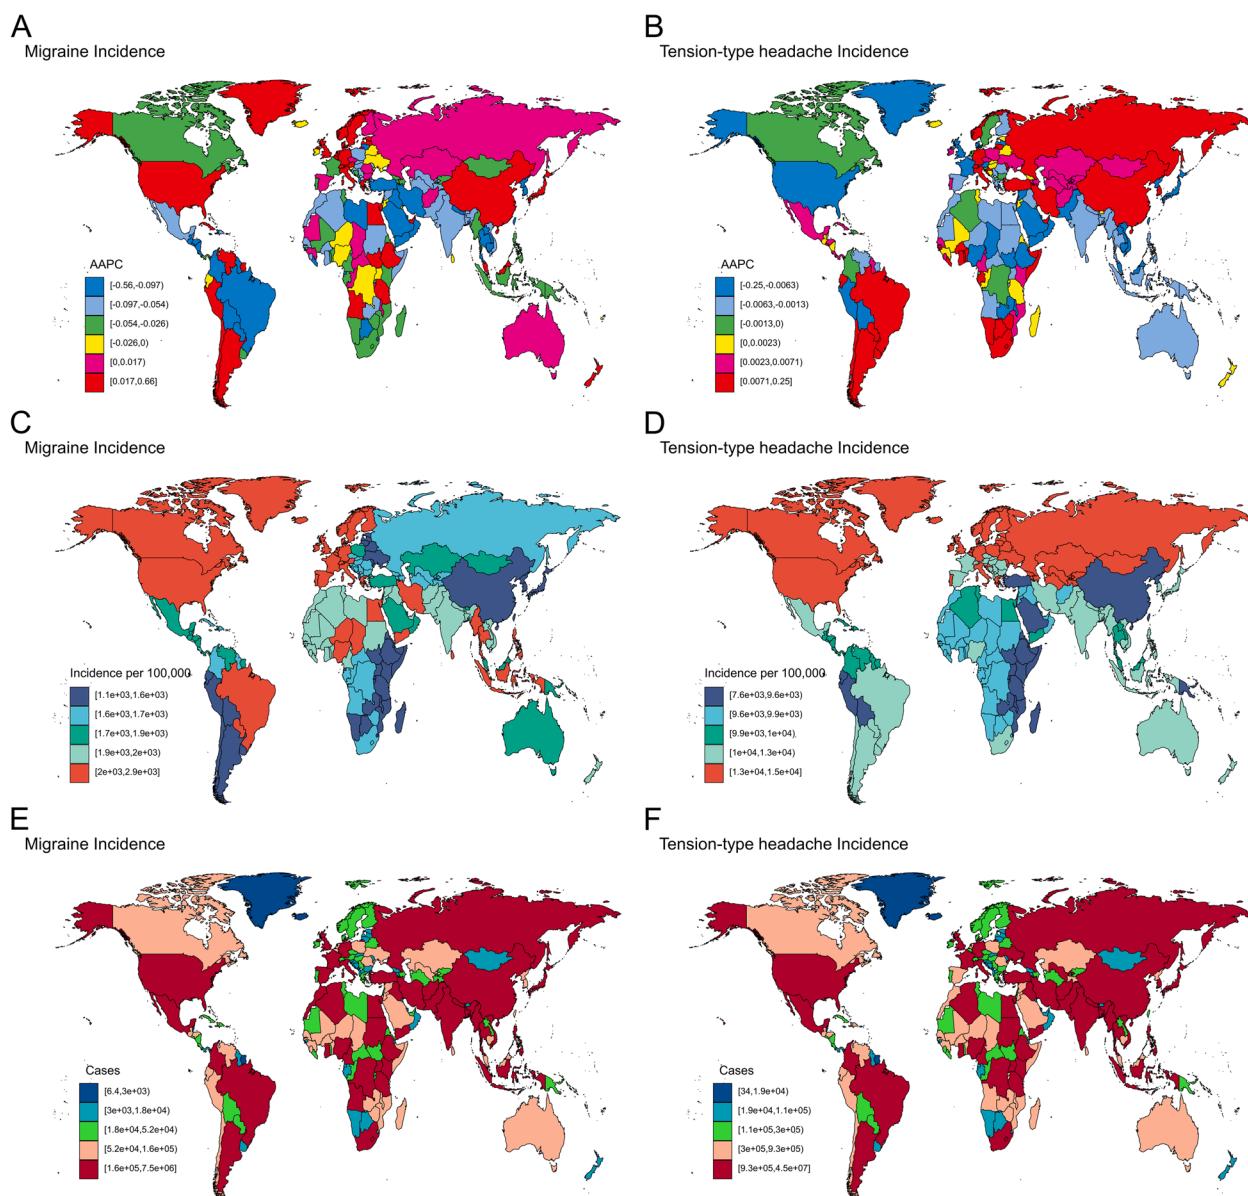 A
Migraine Incidence
AAPC
[-0.56,-0.097)
[-0.097,-0.054)
[-0.054,-0.026)
[-0.026,0)
[0,0.017)
[0.017,0.66]
B
Tension-type headache Incidence
AAPC
[-0.25,-0.0063)
[-0.0063,-0.0013)
[-0.0013,0)
[0,0.0023)
[0.0023,0.0071)
[0.0071,0.25]
C
Migraine Incidence
Incidence per 100,000
[1.1e+03,1.6e+03)
[1.6e+03,1.7e+03)
[1.7e+03,1.9e+03)
[1.9e+03,2e+03)
[2e+03,2.9e+03]
D
Tension-type headache Incidence
Incidence per 100,000
[7.6e+03,9.6e+03)
[9.6e+03,9.9e+03)
[9.9e+03,1e+04)
[1e+04,1.3e+04)
[1.3e+04,1.5e+04]
E
Migraine Incidence
Cases
[6.4,3e+03)
[3e+03,1.8e+04)
[1.8e+04,5.2e+04)
[5.2e+04,1.6e+05)
[1.6e+05,7.5e+06]
F
Tension-type headache Incidence
Cases
[34,1.9e+04)
[1.9e+04,1.1e+05)
[1.1e+05,3e+05)
[3e+05,9.3e+05)
[9.3e+05,4.5e+07]